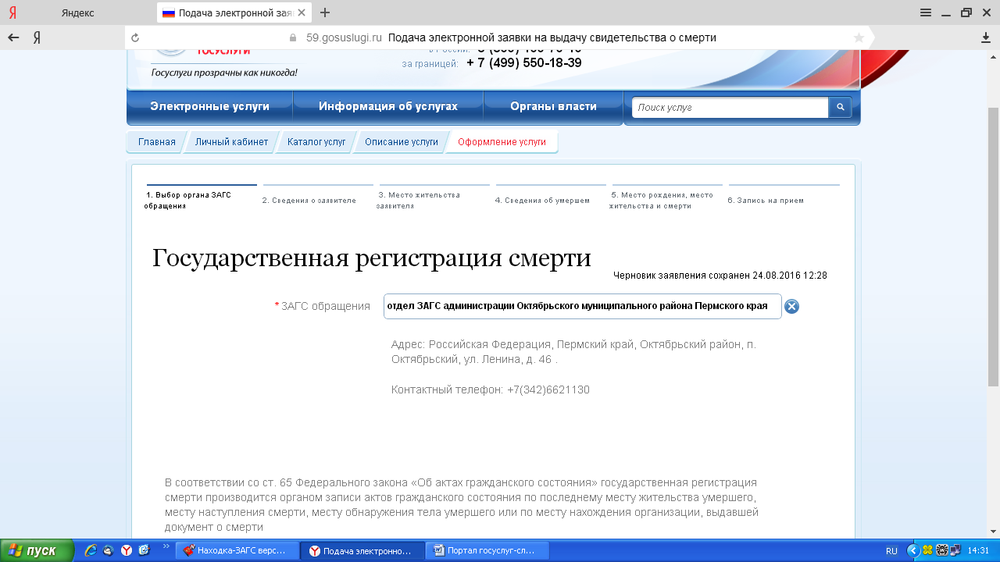 Яндекс
Подача электронной зая
59.gosuslugi.ru Подача электронной заявки на выдачу свидетельства о смерти
госуслуги
Госуслуги прозрачны как никогда!
за границей: + 7 (499) 550-18-39
Электронные услуги
Информация об услугах
Органы власти
Поиск услуг
Главная
Личный кабинет
Каталог услуг
Описание услуги
Оформление услуги
1. Выбор органа ЗАГС
обращения
2. Сведения о заявителе
3. Место жительства
заявителя
4. Сведения об умершем
5. Место рождения, место
жительства и смерти
6. Запись на прием
Государственная регистрация смерти
Черновик заявления сохранен 24.08.2016 12:28
* ЗАГС обращения
отдел ЗАГС администрации Октябрьского муниципального района Пермского края
Адрес: Российская Федерация, Пермский край, Октябрьский район, п.
Октябрьский, ул. Ленина, д. 46 .
Контактный телефон: +7(342)6621130
В соответствии со ст. 65 Федерального закона «Об актах гражданского состояния» государственная регистрация
смерти производится органом записи актов гражданского состояния по последнему месту жительства умершего,
месту наступления смерти, месту обнаружения тела умершего или по месту нахождения организации, выдавшей
документ о смерти
пуск
Находка-ЗАГС верс...
Подача электронно...
Портал госуслуг-сл...
RU
14:31